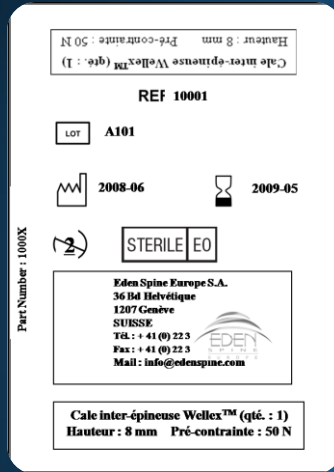 Cale inter-épineuse Wellex™ (qté. : 1)
Hauteur : 8 mm Pré-contrainte : 50 N
REF 10001
LOT A101
2008-06 2009-05
2 STERILE EO
Part Number : 1000X
Eden Spine Europe S.A.
36 Bd Helvétique
1207 Genève
SUISSE
Tél. : + 41 (0) 22 3
Fax : + 41 (0) 22 3
Mail : info@edenspine.com
EDEN
SPINE
Cale inter-épineuse Wellex™ (qté. : 1)
Hauteur : 8 mm Pré-contrainte : 50 N